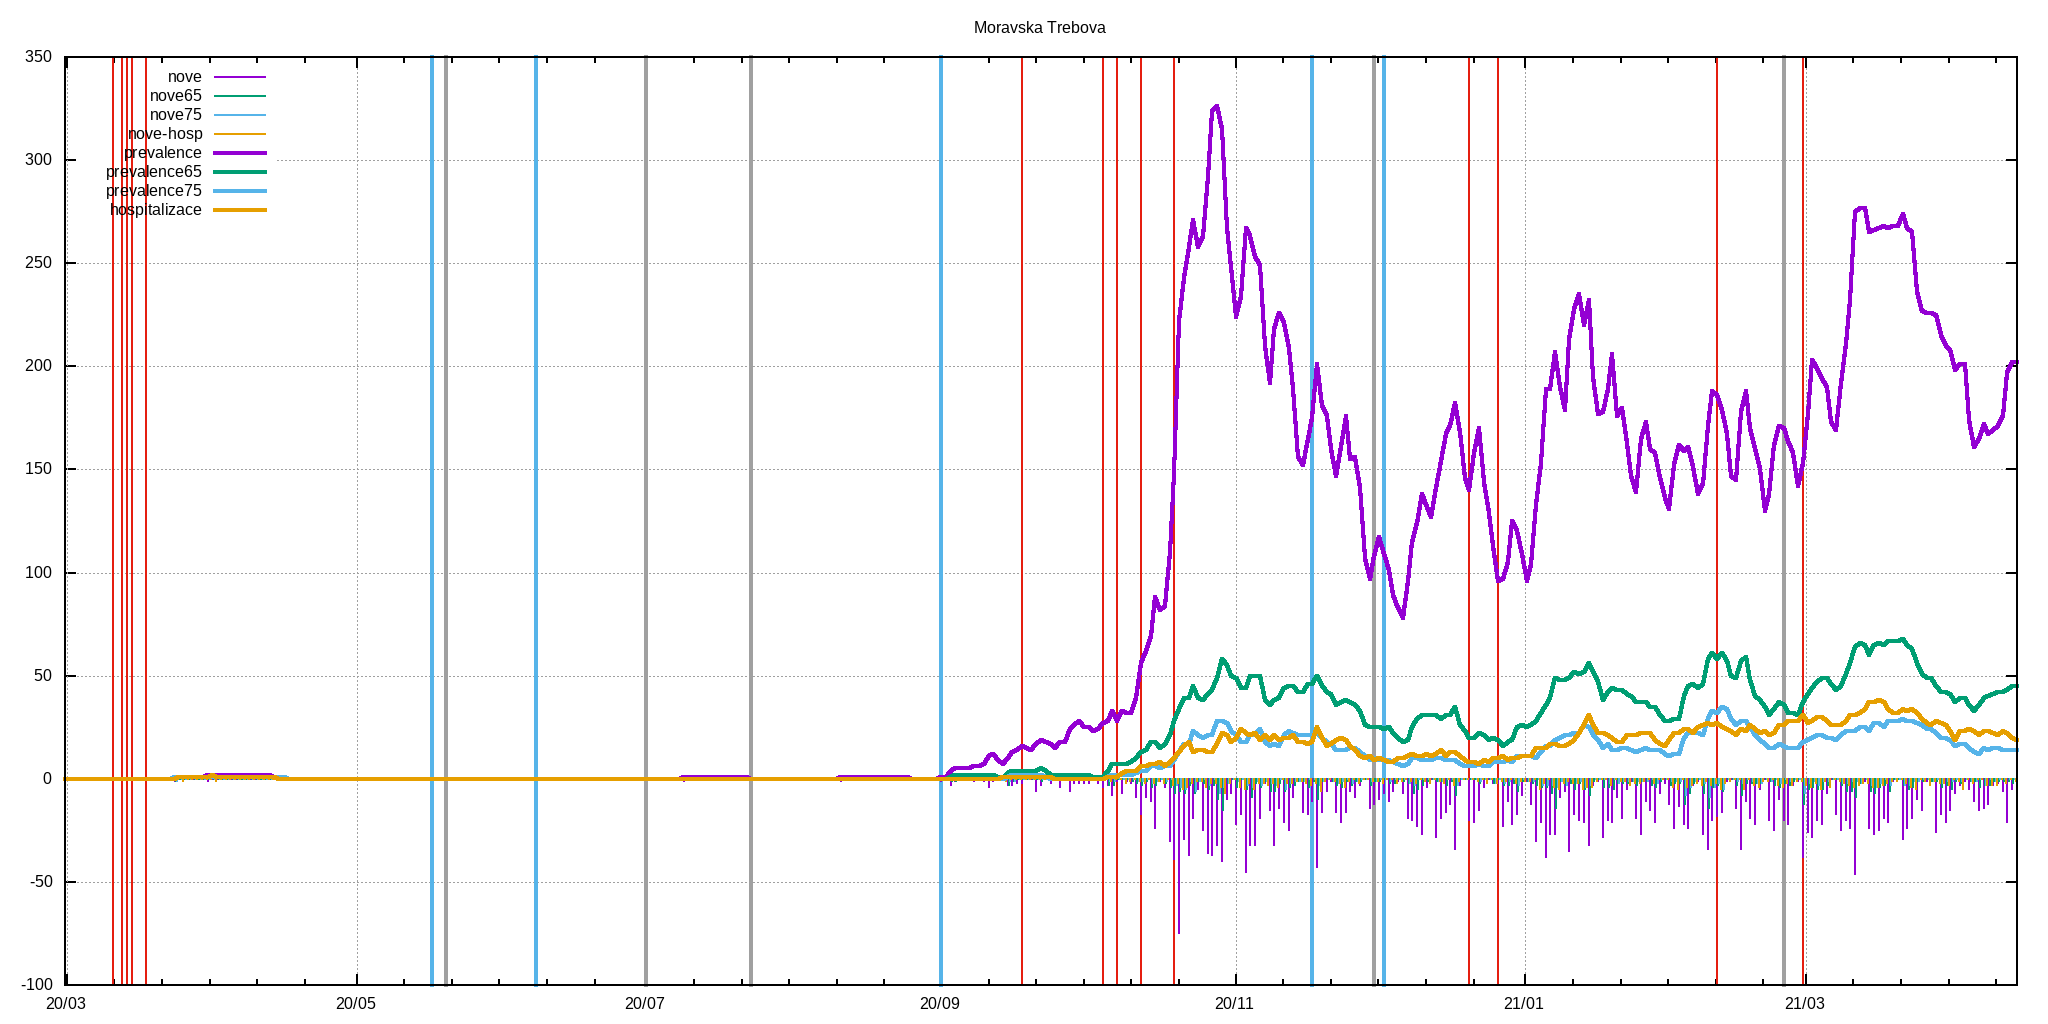 Moravska Trebova
350
300
250
200
150
100
50
0
-50
-100
nove
nove65
nove75
nove-hosp
prevalence
prevalence65
prevalence75
hospitalizace
20/03 20/05 20/07 20/09 20/11 21/01 21/03